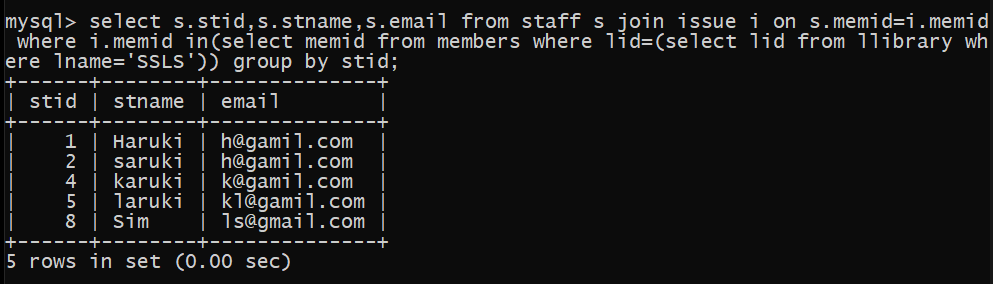 mysql> select s.stid,s.stname,s.email from staff s join issue i on s.memid=i.memid
 where i.memid in(select memid from members where lid=(select lid from llibrary wh
ere lname='SSLS')) group by stid;
+------+--------+--------------+
| stid | stname | email        |
+------+--------+--------------+
|    1 | Haruki | h@gamil.com  |
|    2 | saruki | h@gamil.com  |
|    4 | karuki | k@gamil.com  |
|    5 | laruki | kl@gamil.com |
|    8 | Sim    | ls@gmail.com |
+------+--------+--------------+
5 rows in set (0.00 sec)